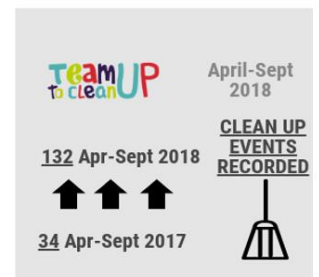 TEAM UP
to CLEAN
April-Sept
2018
CLEAN UP
EVENTS
RECORDED
132 Apr-Sept 2018
34 Apr-Sept 2017